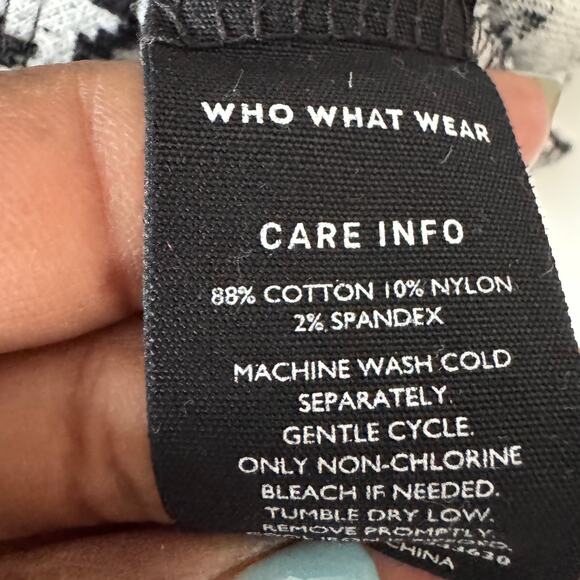 WHO WHAT WEAR
CARE INFO
88% COTTON 10% NYLON
2% SPANDEX
MACHINE WASH COLD
SEPARATELY.
GENTLE CYCLE.
ONLY NON-CHLORINE
BLEACH IF NEEDED.
TUMBLE DRY LOW.
REMOVE PROMPTLY.
CHINA